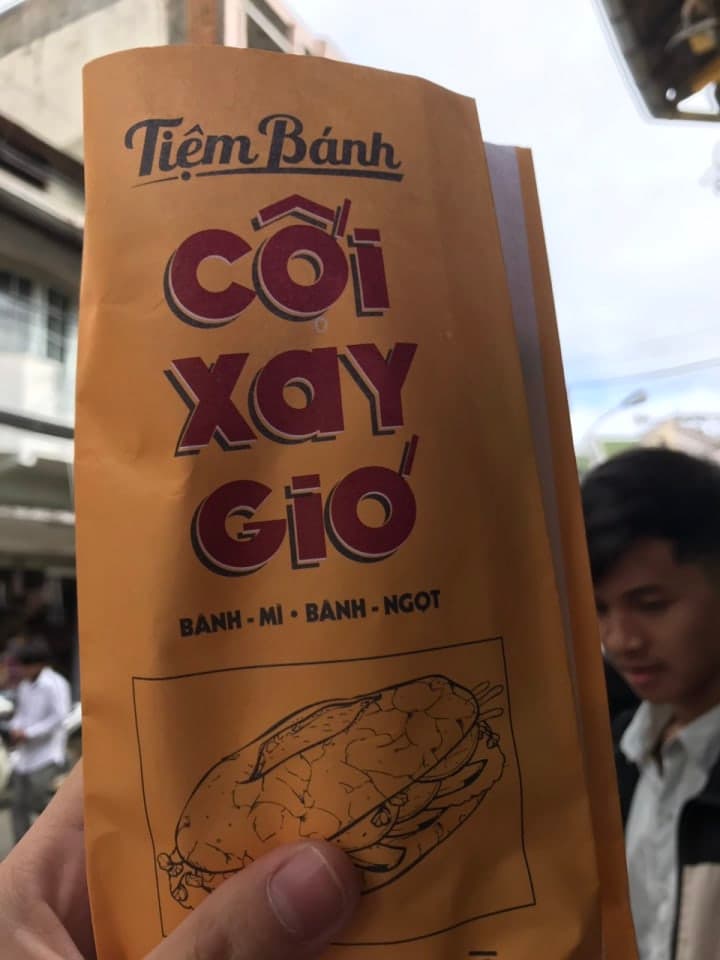 Tiệm Bánh
CỐI
XAY
GIÓ
BÁNH - MÌ • BÁNH - NGỌT